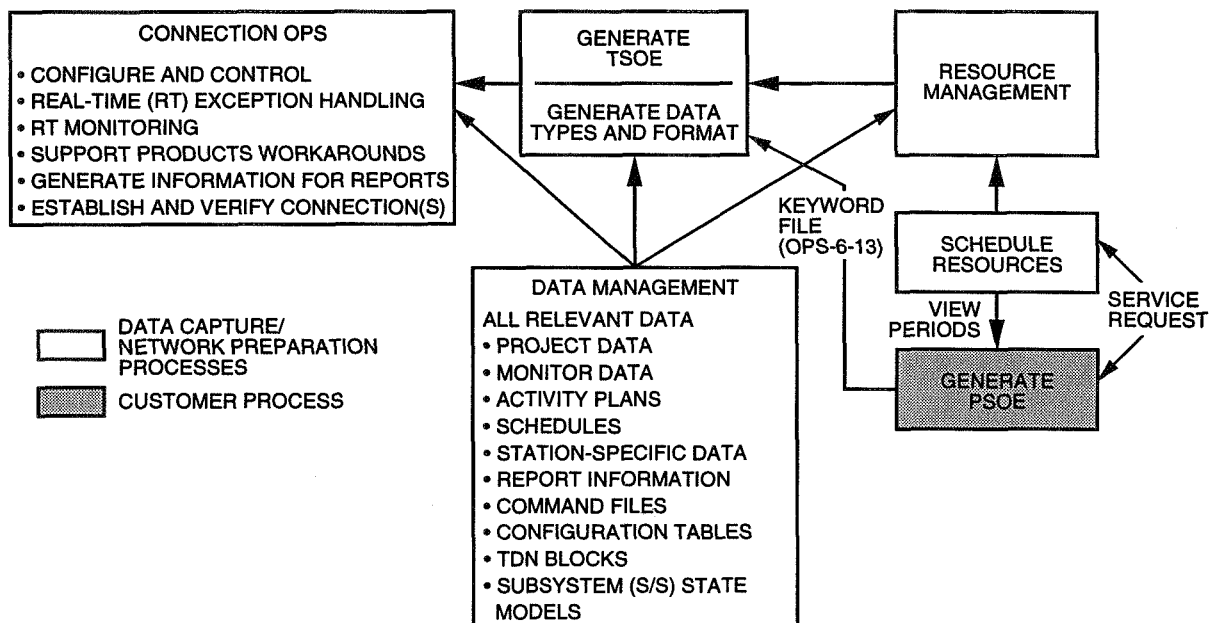 CONNECTION OPS
• CONFIGURE AND CONTROL
• REAL-TIME (RT) EXCEPTION HANDLING
• RT MONITORING
• SUPPORT PRODUCTS WORKAROUNDS
• GENERATE INFORMATION FOR REPORTS
• ESTABLISH AND VERIFY CONNECTION(S)
GENERATE
TSOE
GENERATE DATA
TYPES AND FORMAT
RESOURCE
MANAGEMENT
KEYWORD
FILE
(OPS-6-13)
SCHEDULE
RESOURCES
VIEW
PERIODS
SERVICE
REQUEST
GENERATE
PSOE
DATA CAPTURE/
NETWORK PREPARATION
PROCESSES
CUSTOMER PROCESS
DATA MANAGEMENT
ALL RELEVANT DATA
• PROJECT DATA
• MONITOR DATA
• ACTIVITY PLANS
• SCHEDULES
• STATION-SPECIFIC DATA
• REPORT INFORMATION
• COMMAND FILES
• CONFIGURATION TABLES
• TDN BLOCKS
• SUBSYSTEM (S/S) STATE
MODELS